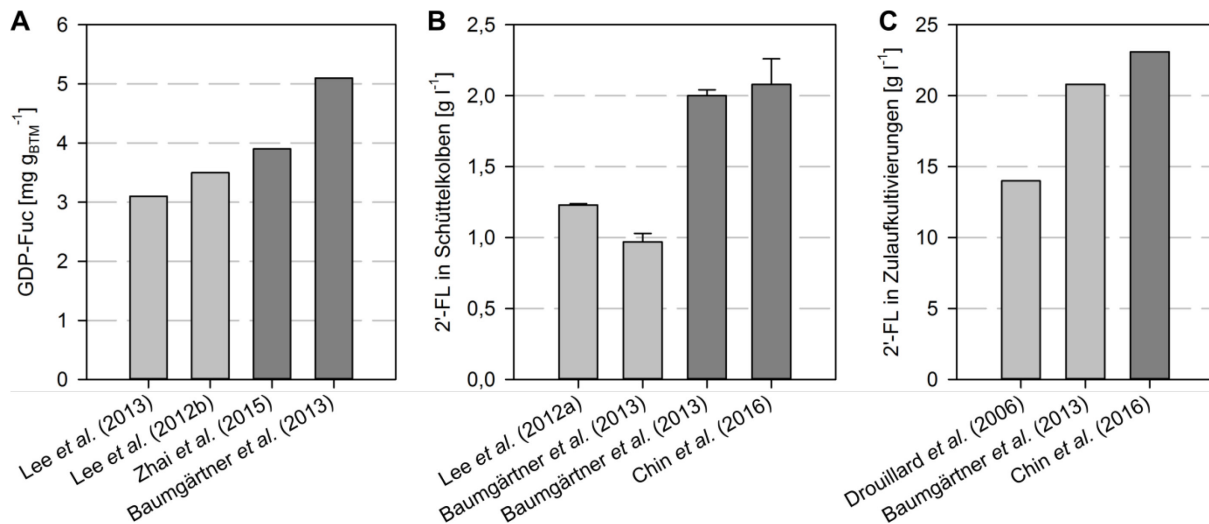 A
GDP-Fuc [mg g_BTM^-1]
6
5
4
3
2
1
0
Lee et al. (2013)
Lee et al. (2012b)
Zhai et al. (2015)
Baumgärtner et al. (2013)
B
2'-FL in Schüttelkolben [g l^-1]
2,5
2,0
1,5
1,0
0,5
0,0
Lee et al. (2012a)
Baumgärtner et al. (2013)
Baumgärtner et al. (2013)
Chin et al. (2016)
C
2'-FL in Zulaufkultivierungen [g l^-1]
25
20
15
10
5
0
Drouillard et al. (2006)
Baumgärtner et al. (2013)
Chin et al. (2016)